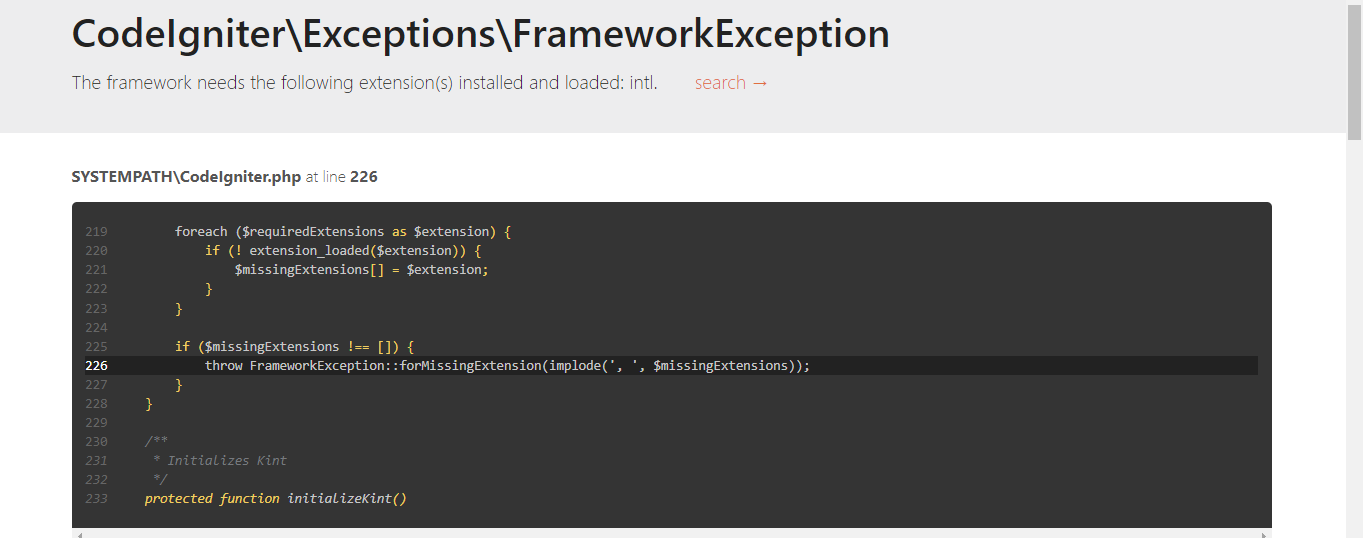 CodeIgniter\Exceptions\FrameworkException
The framework needs the following extension(s) installed and loaded: intl. search →
SYSTEMPATH\CodeIgniter.php at line 226
219 foreach ($requiredExtensions as $extension) {
220 if (! extension_loaded($extension)) {
221 $missingExtensions[] = $extension;
222 }
223 }
224
225 if ($missingExtensions !== []) {
226 throw FrameworkException::forMissingExtension(implode(', ', $missingExtensions));
227 }
228 }
229
230 /**
231 * Initializes Kint
232 */
233 protected function initializeKint()